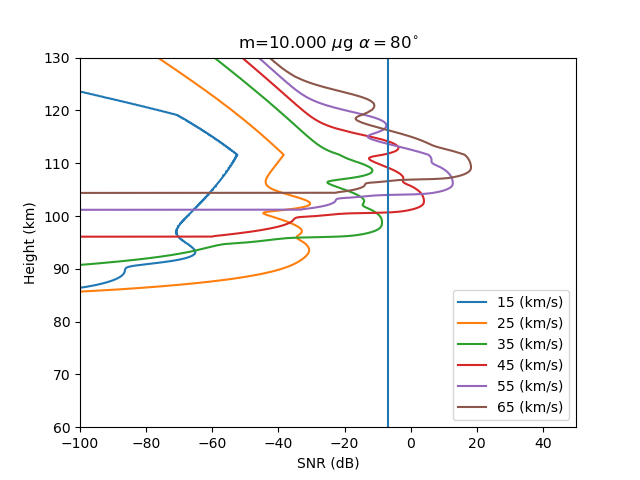 m=10.000 μg α = 80°
130
120
110
100
90
80
70
60
Height (km)
15 (km/s)
25 (km/s)
35 (km/s)
45 (km/s)
55 (km/s)
65 (km/s)
−100 −80 −60 −40 −20 0 20 40
SNR (dB)